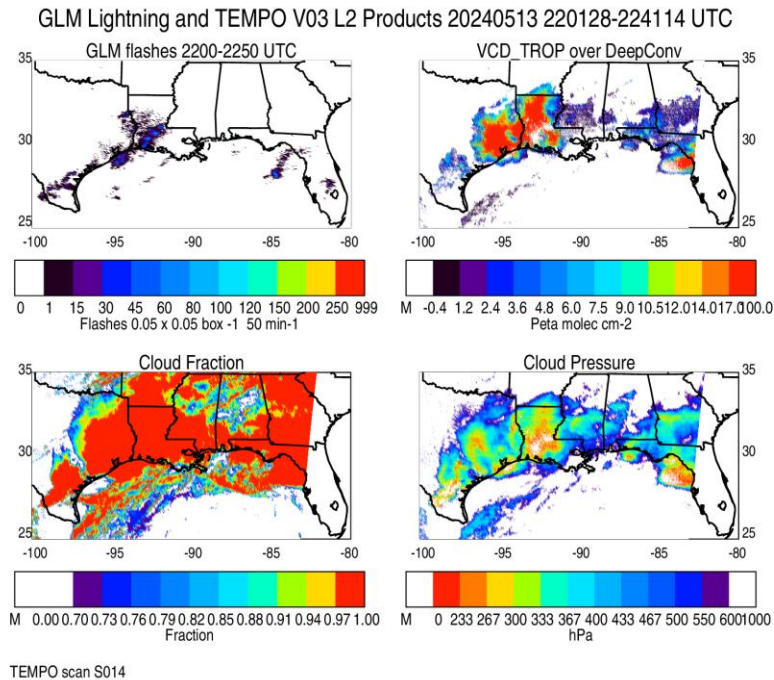 GLM Lightning and TEMPO V03 L2 Products 20240513 220128-224114 UTC
GLM flashes 2200-2250 UTC
35
30
25
-100 -95 -90 -85 -80
0 1 15 30 45 60 80 100 120 150 200 250 999
Flashes 0.05 x 0.05 box -1 50 min-1
VCD_TROP over DeepConv
35
30
25
-100 -95 -90 -85 -80
M -0.4 1.2 2.4 3.6 4.8 6.0 7.5 9.0 10.5 12.0 14.0 17.0 100.0
Peta molec cm-2
Cloud Fraction
35
30
25
-100 -95 -90 -85 -80
M 0.00 0.70 0.73 0.76 0.79 0.82 0.85 0.88 0.91 0.94 0.97 1.00
Fraction
Cloud Pressure
35
30
25
-100 -95 -90 -85 -80
M 0 233 267 300 333 367 400 433 467 500 550 600 1000
hPa
TEMPO scan S014